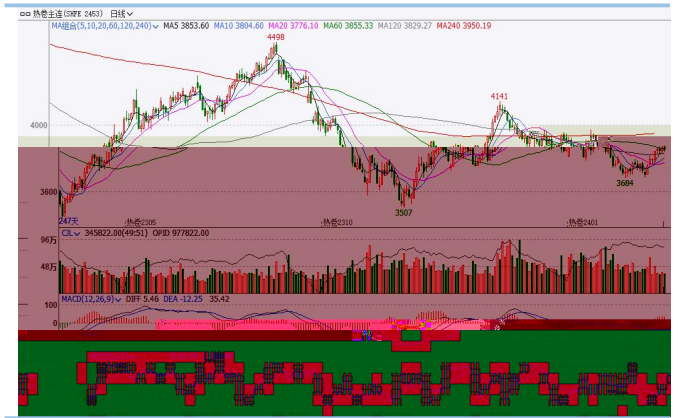 热卷主连(SHFE 2453) 日线
MA组合(5,10,20,60,120,240) MA5 3853.60 MA10 3804.60 MA20 3776.10 MA60 3855.33 MA120 3829.27 MA240 3950.19
4498
4141
4000
3600
3684
3507
247天 热卷2305 热卷2310 热卷2401
CJL 345822.00(49:51) OPID 977822.00
96万
48万
MACD(12,26,9) DIFF 5.46 DEA -12.25 35.42
100
0